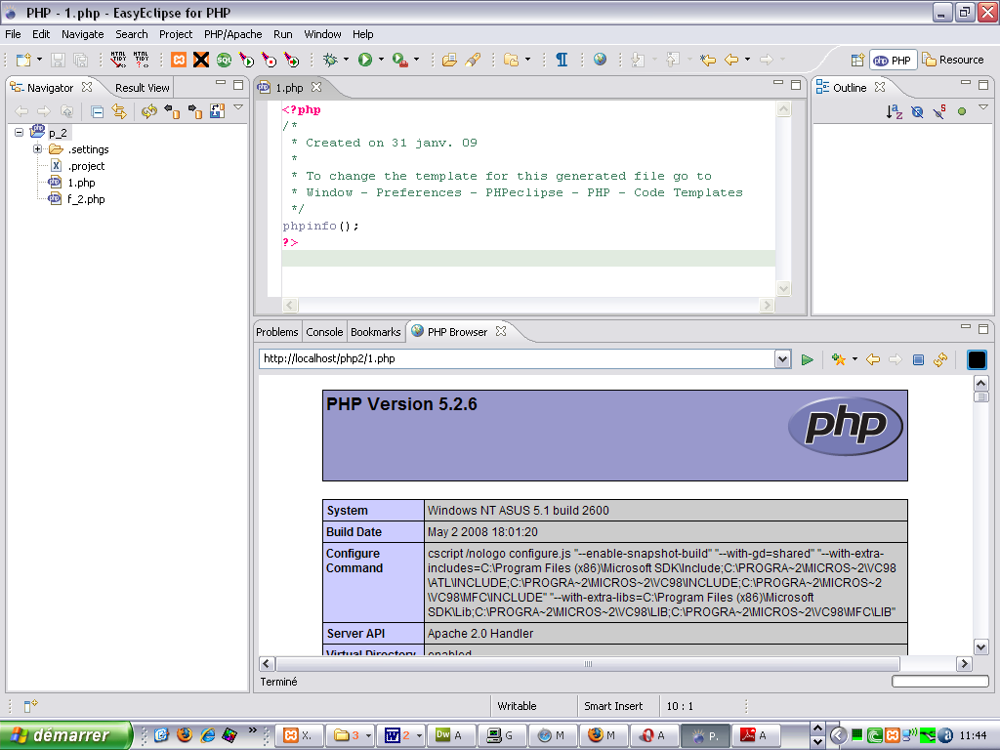 PHP - 1.php - EasyEclipse for PHP
File Edit Navigate Search Project PHP/Apache Run Window Help
HTML TIDY HTML ??? SQL PHP Resource
Navigator Result View
p_2
.settings
.project
1.php
f_2.php
1.php
<?php
/*
* Created on 31 janv. 09
*
* To change the template for this generated file go to
* Window - Preferences - PHPeclipse - PHP - Code Templates
*/
phpinfo();
?>
Outline
Problems Console Bookmarks PHP Browser
http://localhost/php2/1.php
PHP Version 5.2.6
php
System Windows NT ASUS 5.1 build 2600
Build Date May 2 2008 18:01:20
Configure Command cscript /nologo configure.js "--enable-snapshot-build" "--with-gd=shared" "--with-extra-
includes=C:\Program Files (x86)\Microsoft SDK\Include;C:\PROGRA~2\MICROS~2\VC98
\ATL\INCLUDE;C:\PROGRA~2\MICROS~2\VC98\INCLUDE;C:\PROGRA~2\MICROS~2
\VC98\MFC\INCLUDE" "--with-extra-libs=C:\Program Files (x86)\Microsoft
SDK\Lib;C:\PROGRA~2\MICROS~2\VC98\LIB;C:\PROGRA~2\MICROS~2\VC98\MFC\LIB"
Server API Apache 2.0 Handler
Virtual Directory enabled
Terminé
Writable Smart Insert 10 : 1
démarrer X. 3 2 A G M M A P. A 11:44